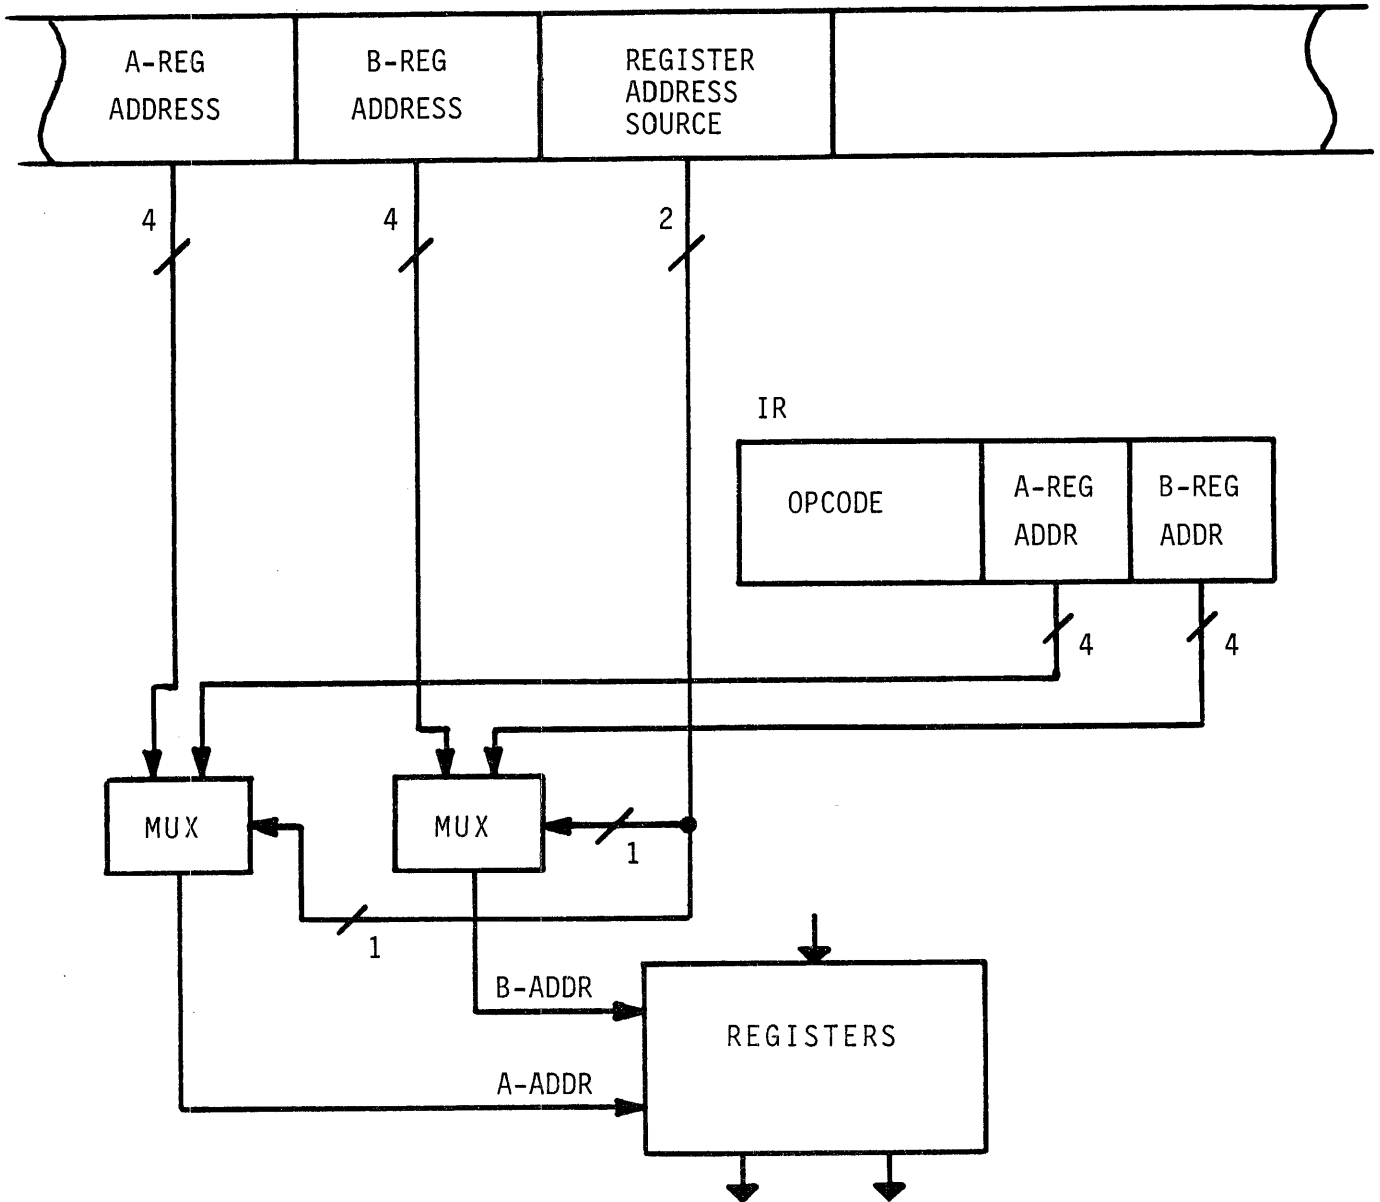 A-REG
ADDRESS
B-REG
ADDRESS
REGISTER
ADDRESS
SOURCE
4
4
2
IR
OPCODE
A-REG
ADDR
B-REG
ADDR
4
4
MUX
MUX
1
1
B-ADDR
REGISTERS
A-ADDR